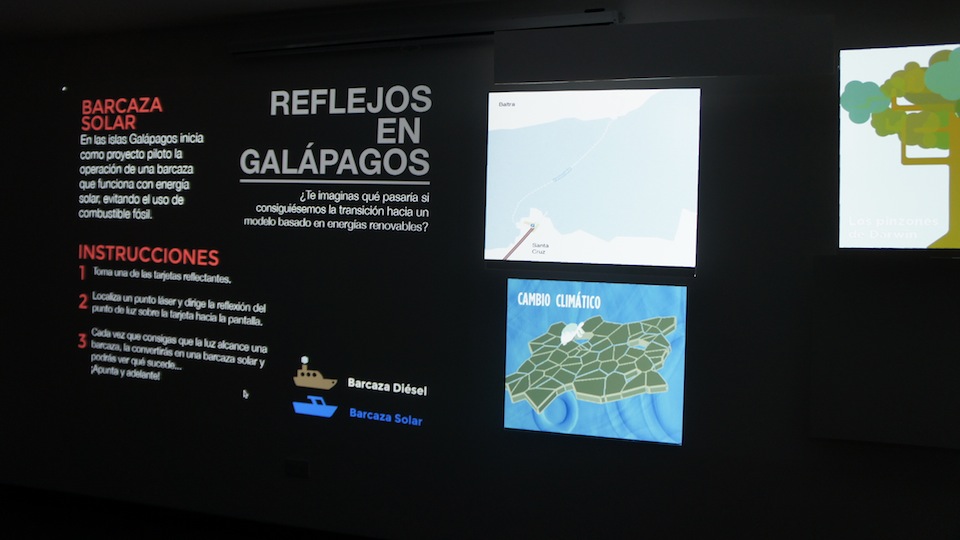 BARCAZA
SOLAR
En las islas Galápagos inicia
como proyecto piloto la
operación de una barcaza
que funciona con energía
solar, evitando el uso de
combustible fósil.
INSTRUCCIONES
1 Toma una de las tarjetas reflectantes.
2 Localiza un punto láser y dirige la reflexión del
punto de luz sobre la tarjeta hacia la pantalla.
3 Cada vez que consigas que la luz alcance una
barcaza, la convertirás en una barcaza solar y
podrás ver qué sucede...
¡Apunta y adelante!
REFLEJOS
EN
GALÁPAGOS
¿Te imaginas qué pasaría si
consiguiésemos la transición hacia un
modelo basado en energías renovables?
Barcaza Diésel
Barcaza Solar
Baltra
Santa
Cruz
CAMBIO CLIMÁTICO
Los pinzones
de Darwin